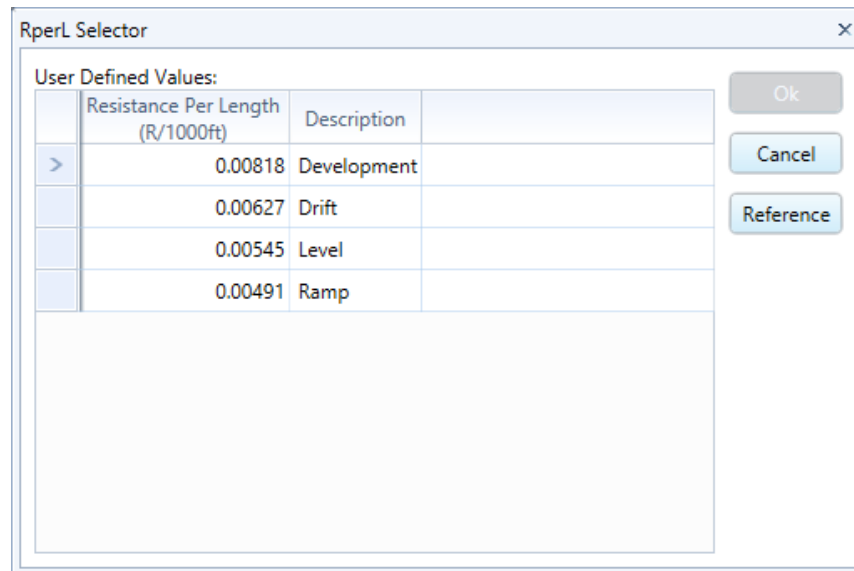 RperL Selector
User Defined Values:
Resistance Per Length
(R/1000ft)
Description
0.00818 Development
0.00627 Drift
0.00545 Level
0.00491 Ramp
Ok
Cancel
Reference